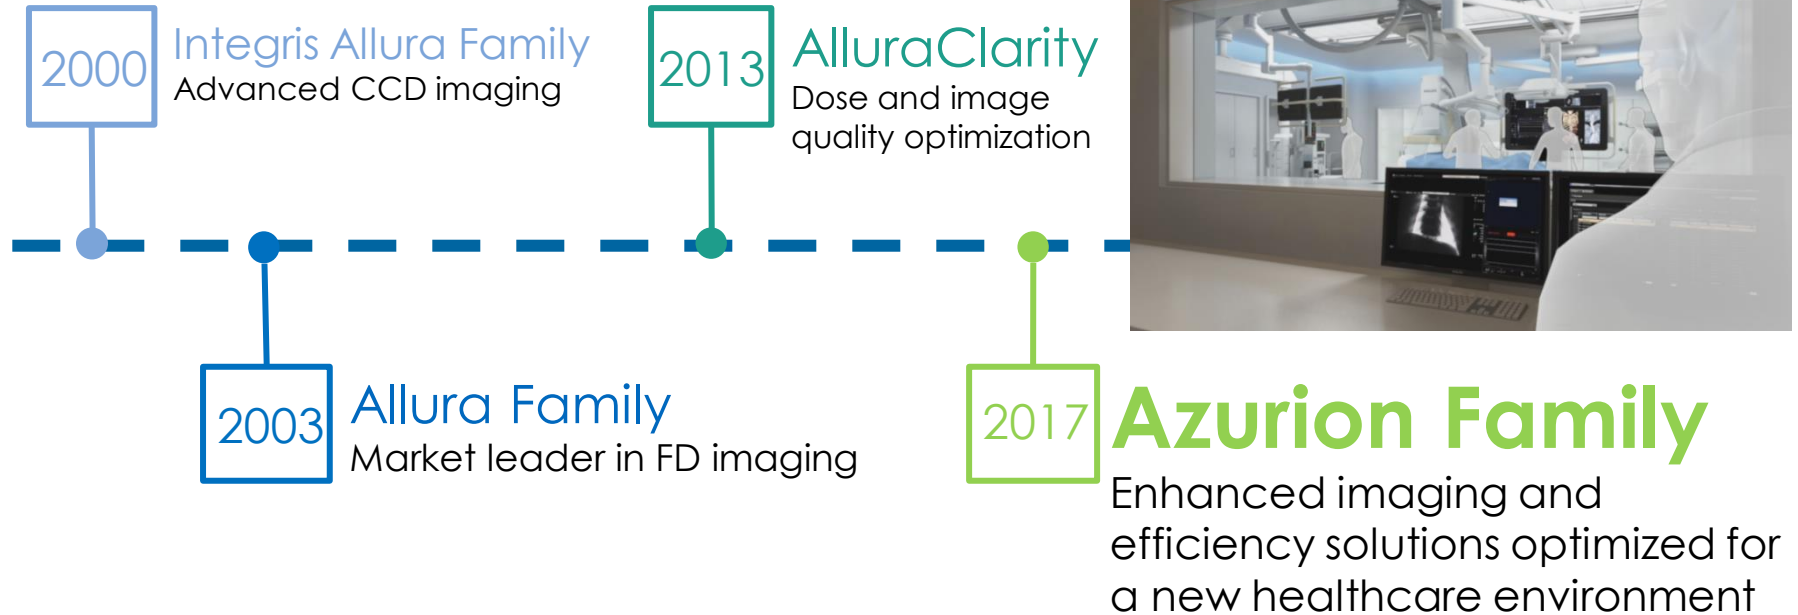 2000
Integris Allura Family
Advanced CCD imaging
2013
AlluraClarity
Dose and image
quality optimization
2003
Allura Family
Market leader in FD imaging
2017
Azurion Family
Enhanced imaging and
efficiency solutions optimized for
a new healthcare environment